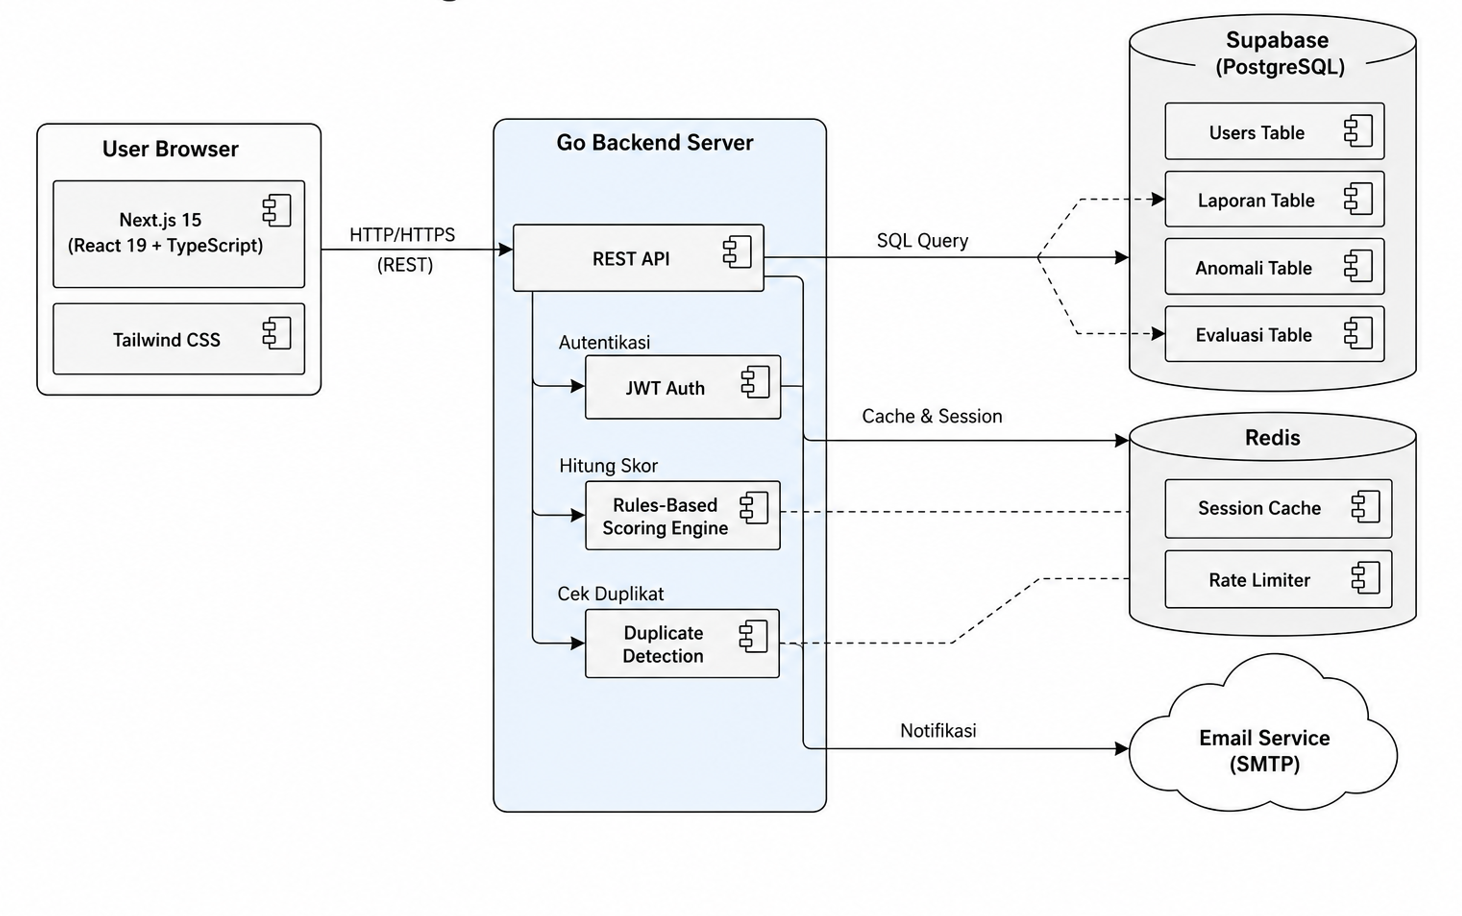 User Browser
Next.js 15
(React 19 + TypeScript)
Tailwind CSS
HTTP/HTTPS
(REST)
Go Backend Server
REST API
Autentikasi
JWT Auth
Hitung Skor
Rules-Based
Scoring Engine
Cek Duplikat
Duplicate
Detection
SQL Query
Cache & Session
Notifikasi
Supabase
(PostgreSQL)
Users Table
Laporan Table
Anomali Table
Evaluasi Table
Redis
Session Cache
Rate Limiter
Email Service
(SMTP)